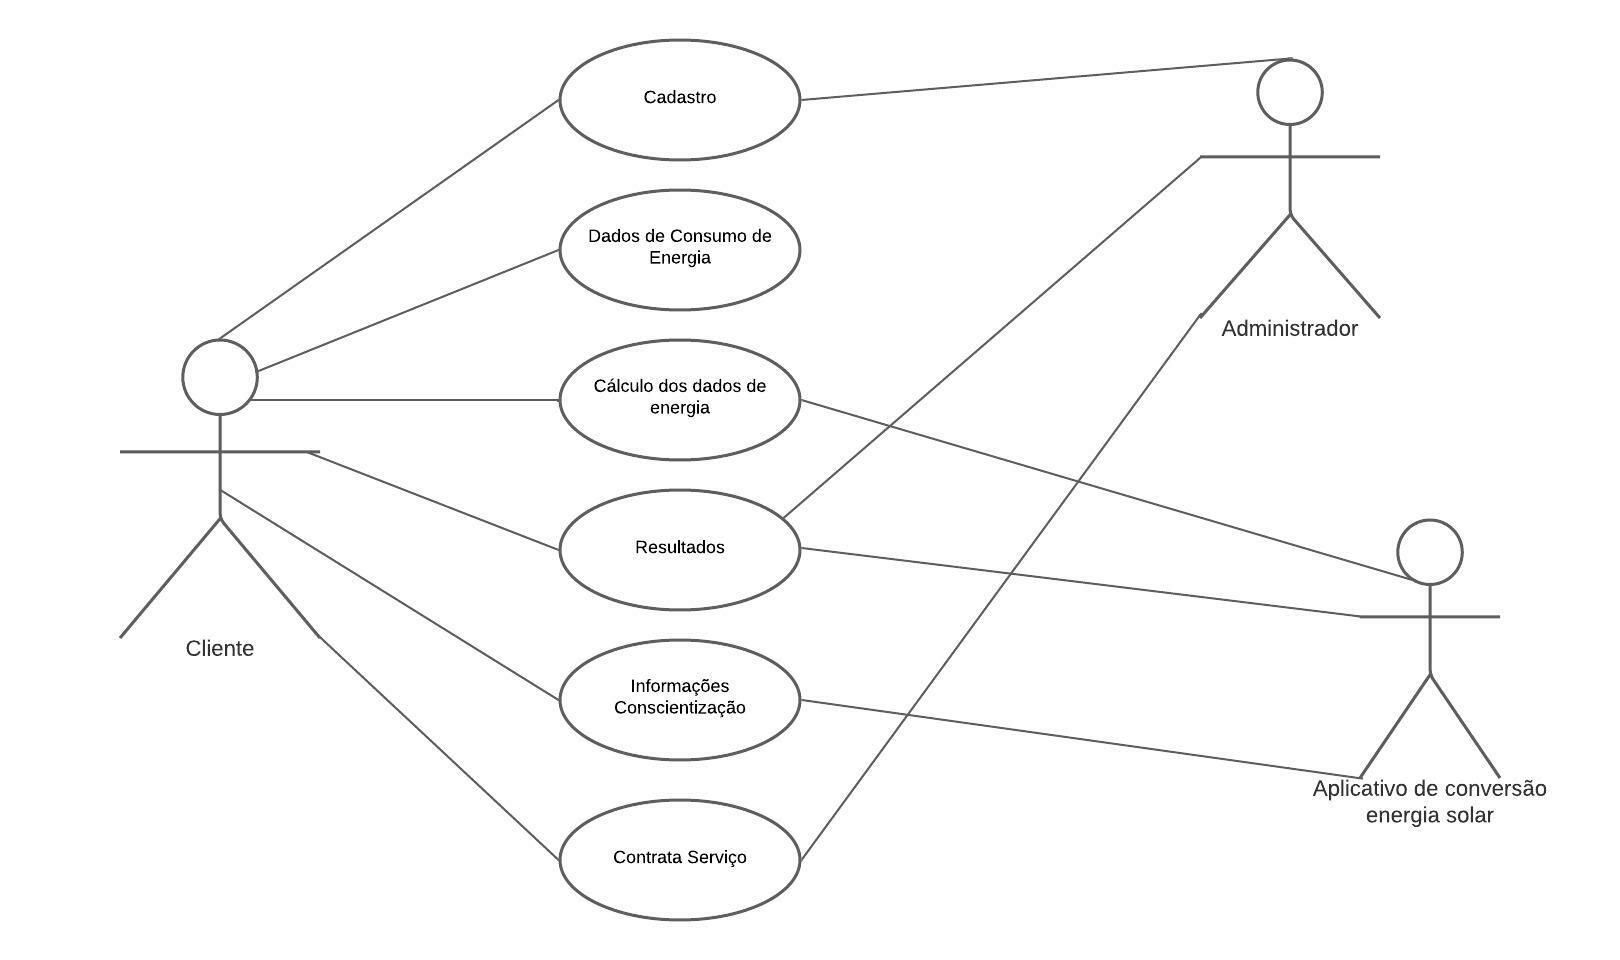 Cadastro
Dados de Consumo de
Energia
Cálculo dos dados de
energia
Resultados
Informações
Conscientização
Contrata Serviço
Cliente
Administrador
Aplicativo de conversão
energia solar